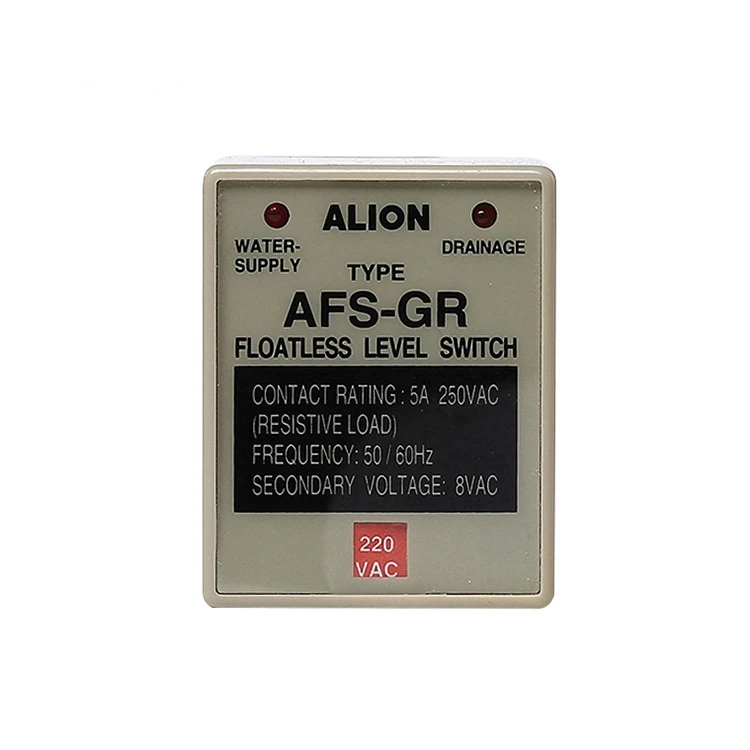 ALION
WATER-
SUPPLY
DRAINAGE
TYPE
AFS-GR
FLOATLESS LEVEL SWITCH
CONTACT RATING : 5A 250VAC
(RESISTIVE LOAD)
FREQUENCY: 50 / 60Hz
SECONDARY VOLTAGE: 8VAC
220
VAC